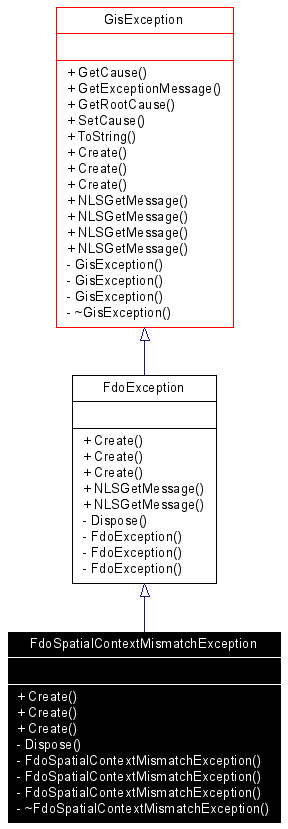 GisException
+ GetCause()
+ GetExceptionMessage()
+ GetRootCause()
+ SetCause()
+ ToString()
+ Create()
+ Create()
+ Create()
+ NLSGetMessage()
+ NLSGetMessage()
+ NLSGetMessage()
+ NLSGetMessage()
- GisException()
- GisException()
- GisException()
- ~GisException()
FdoException
+ Create()
+ Create()
+ Create()
+ NLSGetMessage()
+ NLSGetMessage()
- Dispose()
- FdoException()
- FdoException()
- FdoException()
FdoSpatialContextMismatchException
+ Create()
+ Create()
+ Create()
- Dispose()
- FdoSpatialContextMismatchException()
- FdoSpatialContextMismatchException()
- FdoSpatialContextMismatchException()
- ~FdoSpatialContextMismatchException()